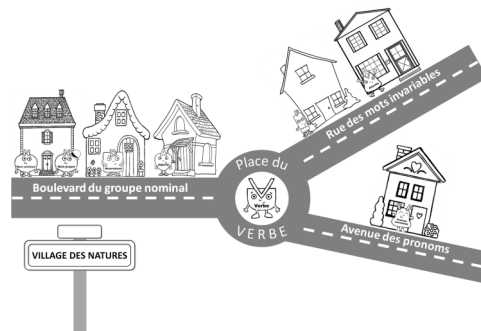 Rue des mots invariables
Place du
Verbe
VERBE
Boulevard du groupe nominal
Avenue des pronoms
VILLAGE DES NATURES